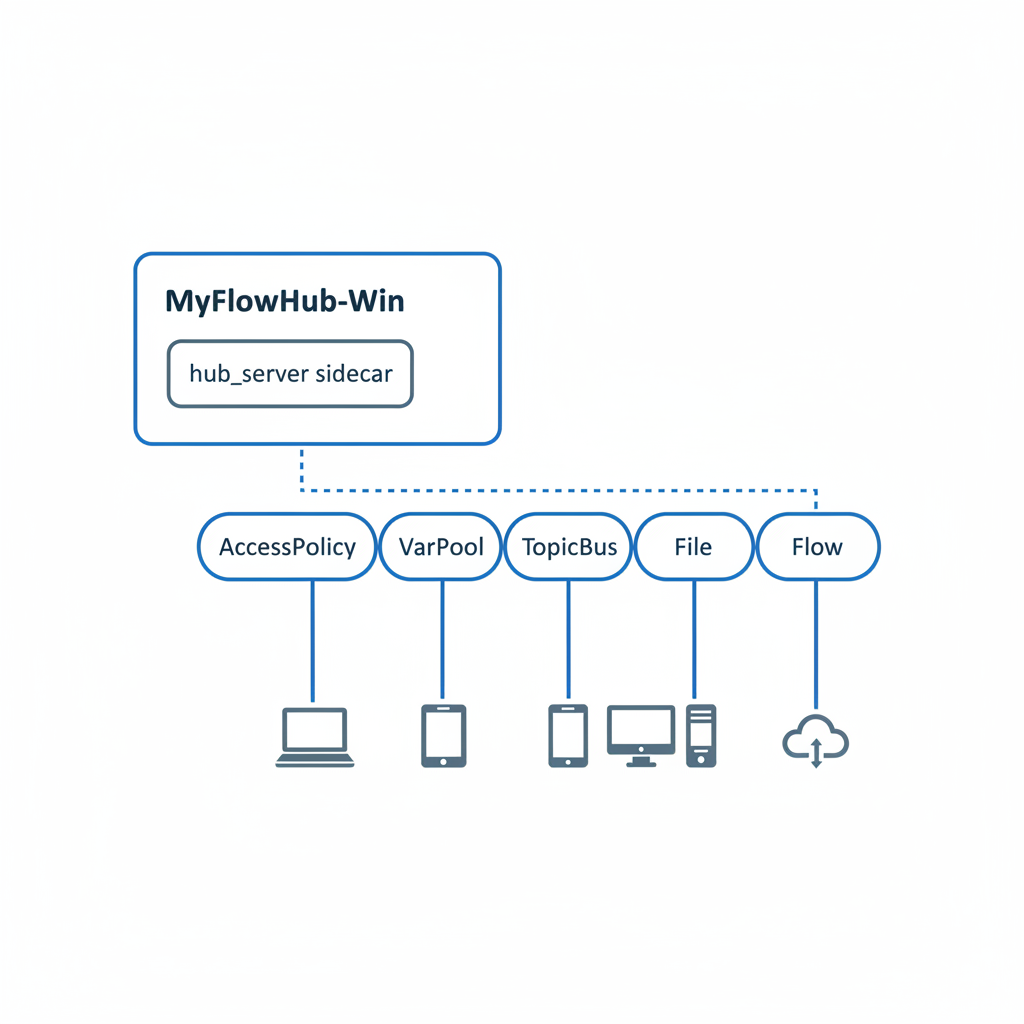 MyFlowHub-Win
hub_server sidecar
AccessPolicy
VarPool
TopicBus
File
Flow